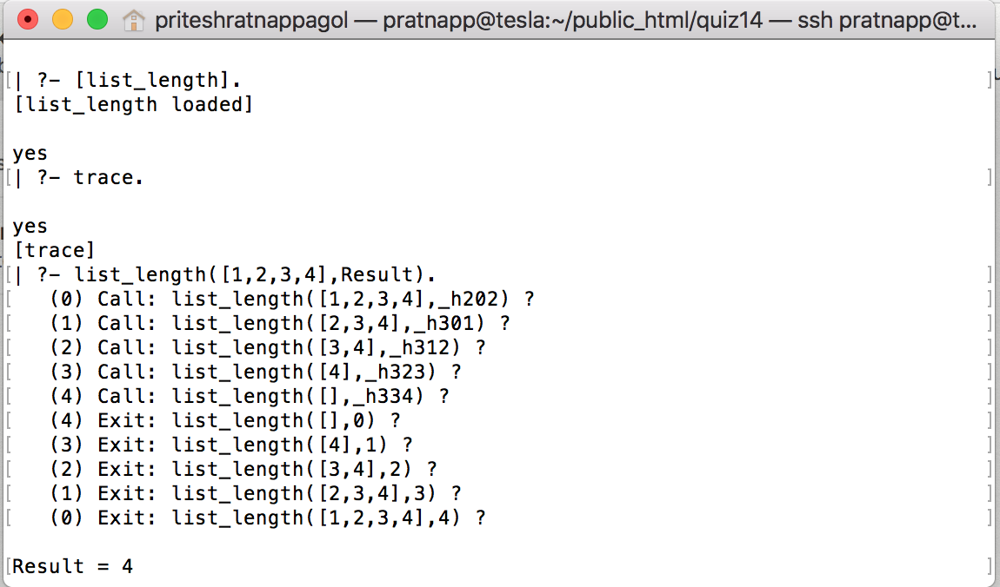 priteshratnappagol — pratnapp@tesla:~/public_html/quiz14 — ssh pratnapp@t...
[| ?- [list_length]. ]
[list_length loaded]
yes
[| ?- trace. ]
yes
[trace]
[| ?- list_length([1,2,3,4],Result). ]
[ (0) Call: list_length([1,2,3,4],_h202) ? ]
[ (1) Call: list_length([2,3,4],_h301) ? ]
[ (2) Call: list_length([3,4],_h312) ? ]
[ (3) Call: list_length([4],_h323) ? ]
[ (4) Call: list_length([],_h334) ? ]
[ (4) Exit: list_length([],0) ? ]
[ (3) Exit: list_length([4],1) ? ]
[ (2) Exit: list_length([3,4],2) ? ]
[ (1) Exit: list_length([2,3,4],3) ? ]
[ (0) Exit: list_length([1,2,3,4],4) ? ]
[Result = 4 ]